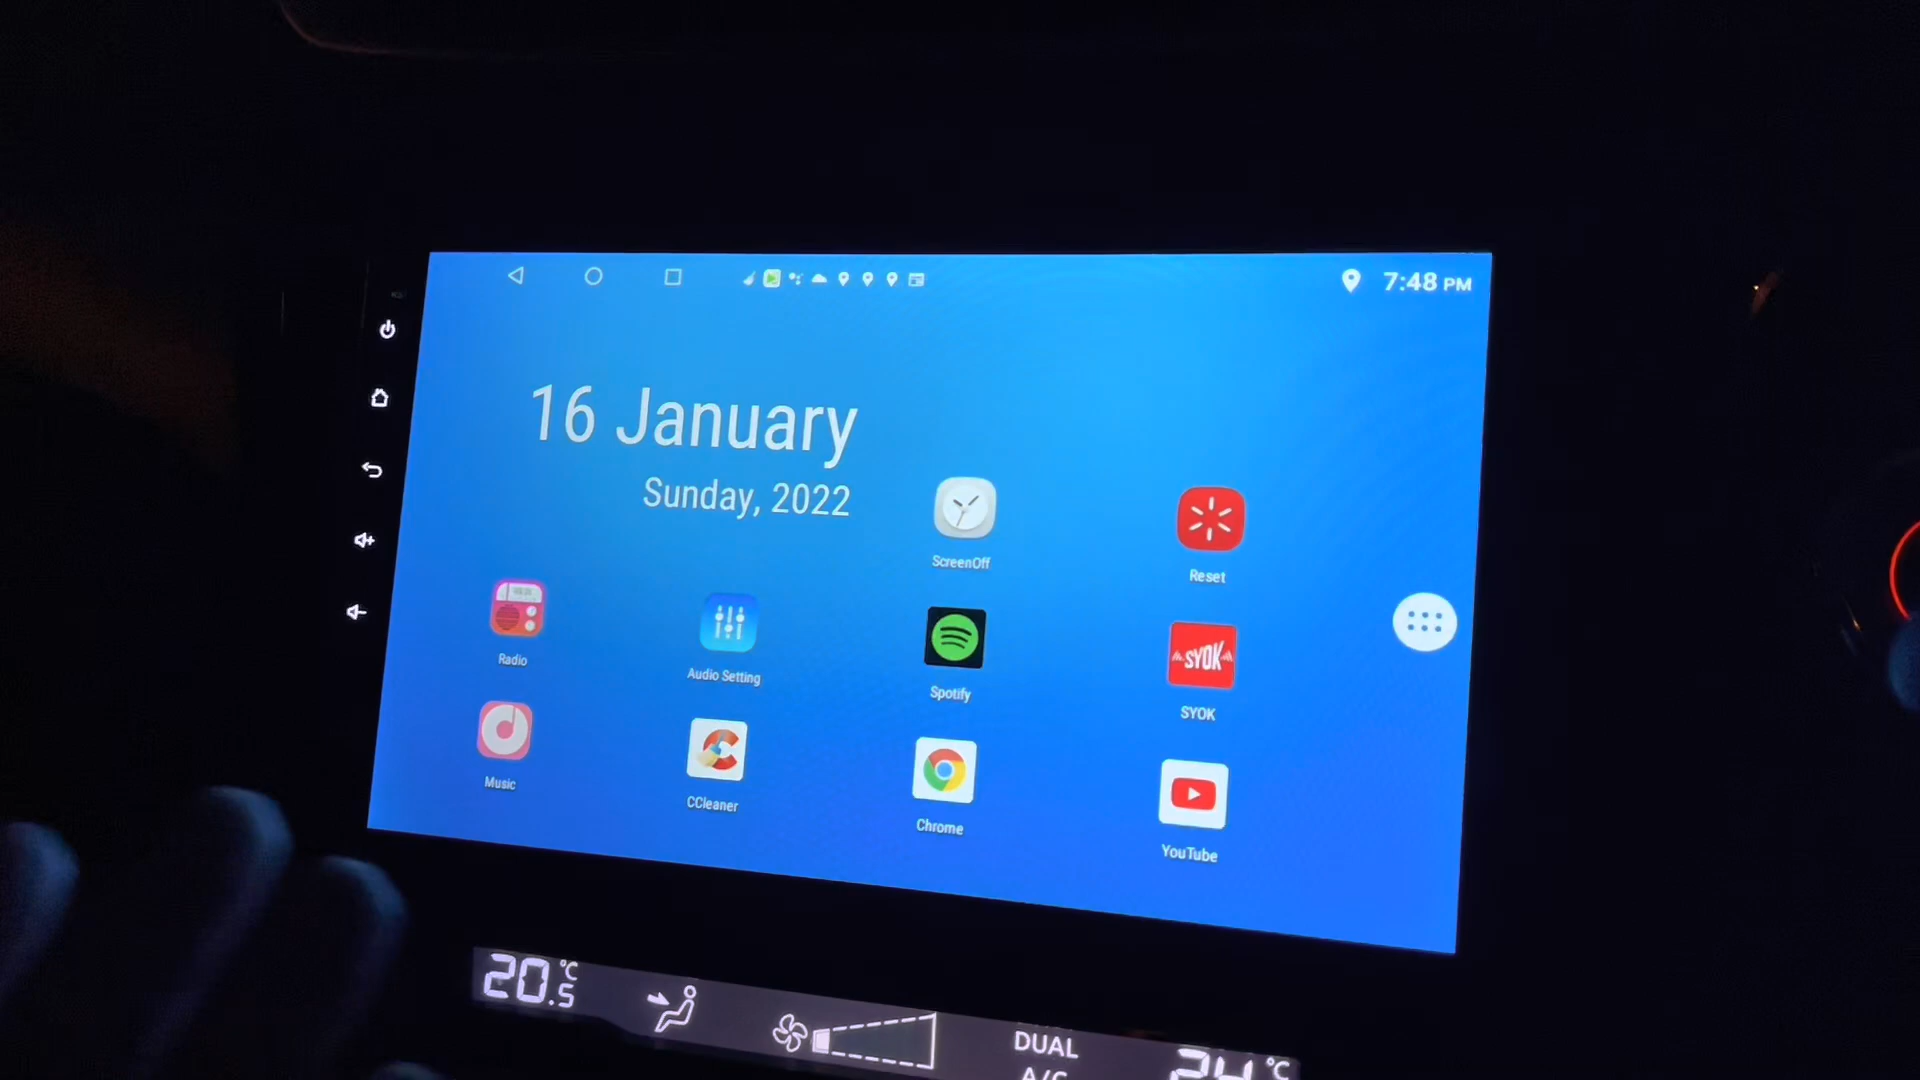 7:48 PM
16 January
Sunday, 2022
ScreenOff
Reset
Radio
Audio Setting
Spotify
SYOK
SYOK
Music
CCleaner
Chrome
YouTube
20.5 °C
DUAL
A/C
24 °C